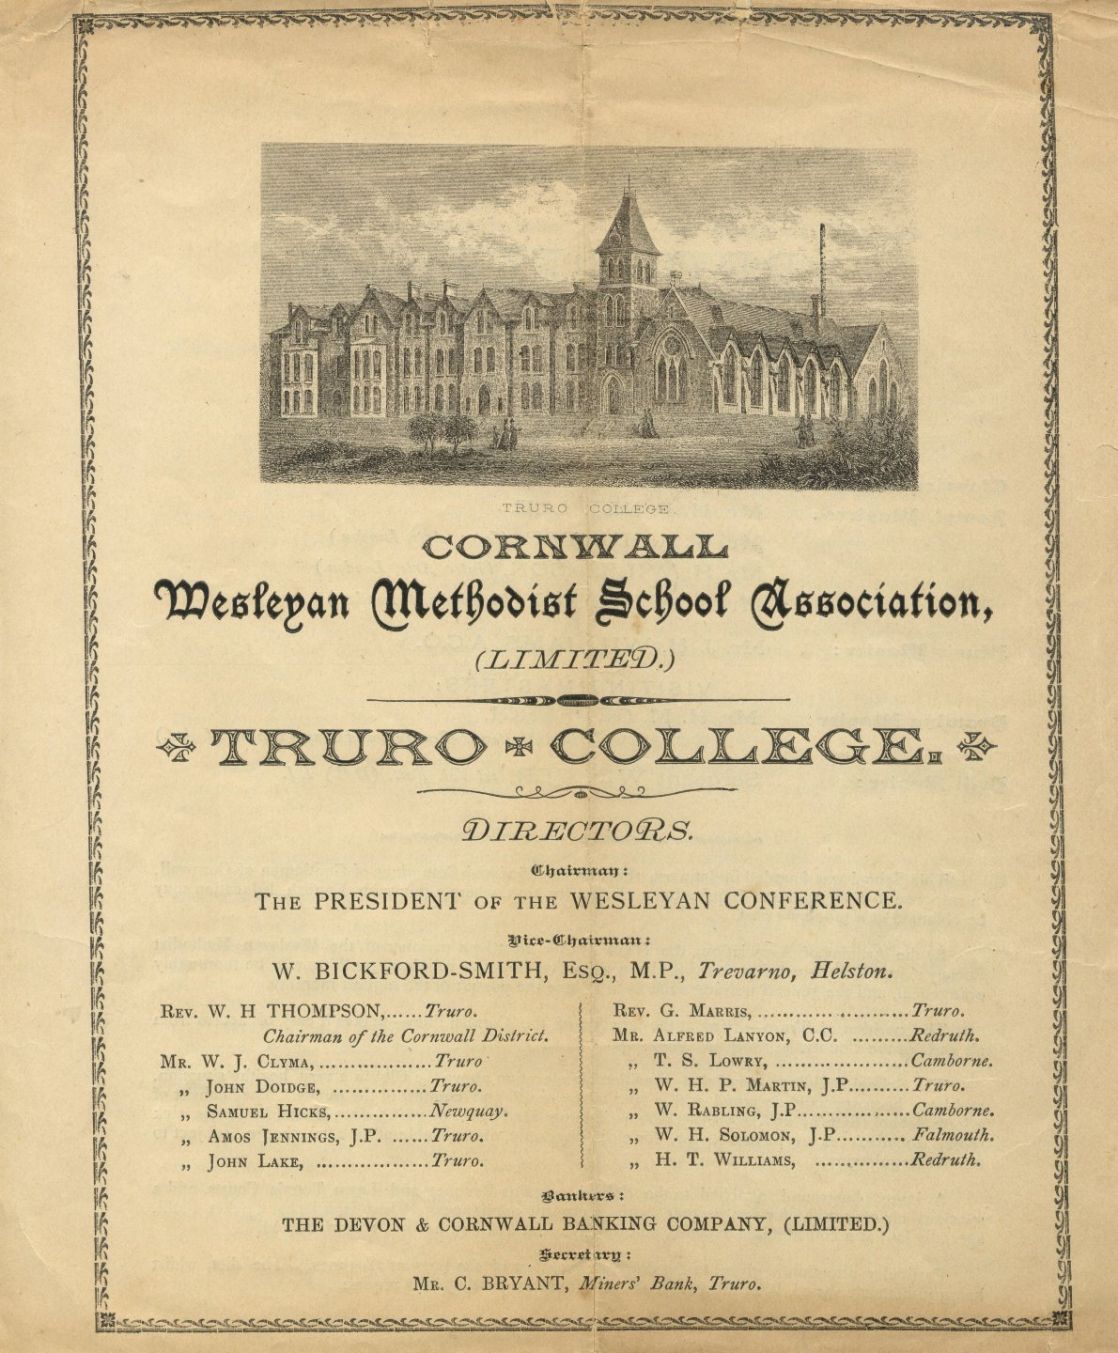 TRURO COLLEGE.
CORNWALL
Wesleyan Methodist School Association,
(LIMITED.)
TRURO COLLEGE.
DIRECTORS.
Chairman:
THE PRESIDENT OF THE WESLEYAN CONFERENCE.
Vice-Chairman:
W. BICKFORD-SMITH, ESQ., M.P., Trevarno, Helston.
REV. W. H THOMPSON,......Truro.
Chairman of the Cornwall District.
MR. W. J. CLYMA,..................Truro
„ JOHN DOIDGE, ...............Truro.
„ SAMUEL HICKS,...............Newquay.
„ AMOS JENNINGS, J.P. ......Truro.
„ JOHN LAKE, ..................Truro.
REV. G. MARRIS, ........................Truro.
MR. ALFRED LANYON, C.C. .........Redruth.
„ T. S. LOWRY, .....................Camborne.
„ W. H. P. MARTIN, J.P..........Truro.
„ W. RABLING, J.P..................Camborne.
„ W. H. SOLOMON, J.P........... Falmouth.
„ H. T. WILLIAMS, ...............Redruth.
Bankers:
THE DEVON & CORNWALL BANKING COMPANY, (LIMITED.)
Secretary:
MR. C. BRYANT, Miners' Bank, Truro.